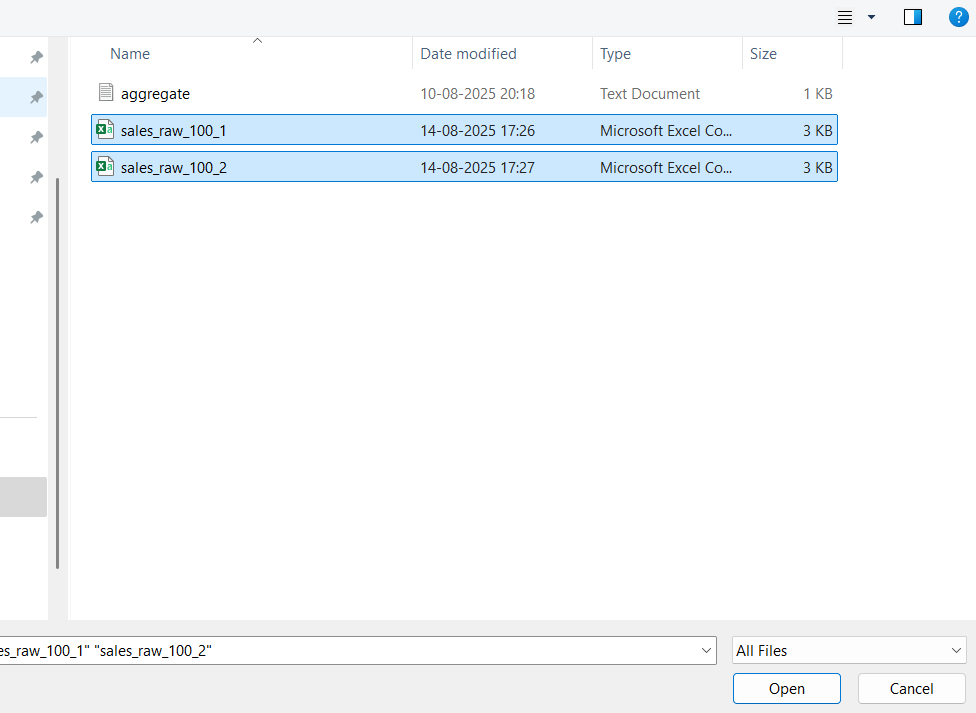 ?
Name Date modified Type Size
aggregate 10-08-2025 20:18 Text Document 1 KB
sales_raw_100_1 14-08-2025 17:26 Microsoft Excel Co... 3 KB
sales_raw_100_2 14-08-2025 17:27 Microsoft Excel Co... 3 KB
es_raw_100_1" "sales_raw_100_2" All Files
Open Cancel